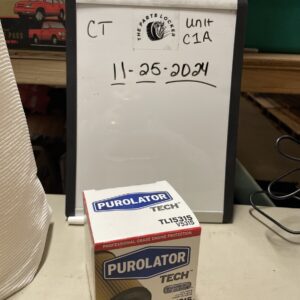 CT
THE PARTS LOCKER
Unit
C1A
11-25-2024
PUROLATOR
TECH
TL15315
PROFESSIONAL GRADE ENGINE PROTECTION
PUROLATOR
TECH